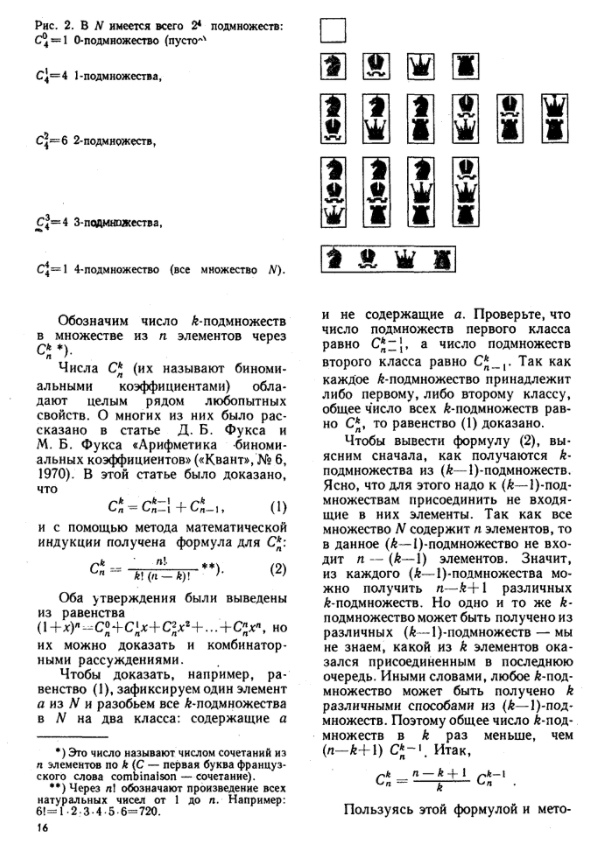 Рис. 2. В N имеется всего 2⁴ подмножеств:
C₄⁰=1 0-подмножество (пусто
C₄¹=4 1-подмножества,
C₄²=6 2-подмножеств,
C₄³=4 3-подмножества,
C₄⁴=1 4-подмножество (все множество N).
Обозначим число k-подмножеств
в множестве из n элементов через
Cₙᵏ *).
Числа Cₙᵏ (их называют биноми-
альными коэффициентами) обла-
дают целым рядом любопытных
свойств. О многих из них было рас-
сказано в статье Д. Б. Фукса и
М. Б. Фукса «Арифметика биноми-
альных коэффициентов» («Квант», № 6,
1970). В этой статье было доказано,
что
Cₙᵏ = Cₙ₋₁ᵏ⁻¹ + Cₙ₋₁ᵏ, (1)
и с помощью метода математической
индукции получена формула для Cₙᵏ:
Cₙᵏ = n! / k! (n — k)! **). (2)
Оба утверждения были выведены
из равенства
(1+x)ⁿ=Cₙ⁰+Cₙ¹x+Cₙ²x²+...+Cₙⁿxⁿ, но
их можно доказать и комбинатор-
ными рассуждениями.
Чтобы доказать, например, ра-
венство (1), зафиксируем один элемент
a из N и разобьем все k-подмножества
в N на два класса: содержащие a
*) Это число называют числом сочетаний из
n элементов по k (C — первая буква француз-
ского слова combinaison — сочетание).
**) Через n! обозначают произведение всех
натуральных чисел от 1 до n. Например:
6!=1·2·3·4·5·6=720.
16
и не содержащие a. Проверьте, что
число подмножеств первого класса
равно Cₙ₋₁ᵏ⁻¹, а число подмножеств
второго класса равно Cₙ₋₁ᵏ. Так как
каждое k-подмножество принадлежит
либо первому, либо второму классу,
общее число всех k-подмножеств рав-
но Cₙᵏ, то равенство (1) доказано.
Чтобы вывести формулу (2), вы-
ясним сначала, как получаются k-
подмножества из (k—1)-подмножеств.
Ясно, что для этого надо к (k—1)-под-
множествам присоединить не входя-
щие в них элементы. Так как все
множество N содержит n элементов, то
в данное (k—1)-подмножество не вхо-
дит n — (k—1) элементов. Значит,
из каждого (k—1)-подмножества мо-
жно получить n—k+1 различных
k-подмножеств. Но одно и то же k-
подмножество может быть получено из
различных (k—1)-подмножеств — мы
не знаем, какой из k элементов ока-
зался присоединенным в последнюю
очередь. Иными словами, любое k-под-
множество может быть получено k
различными способами из (k—1)-под-
множеств. Поэтому общее число k-под-
множеств в k раз меньше, чем
(n—k+1) Cₙᵏ⁻¹. Итак,
Cₙᵏ = (n — k + 1) / k Cₙᵏ⁻¹ .
Пользуясь этой формулой и мето-